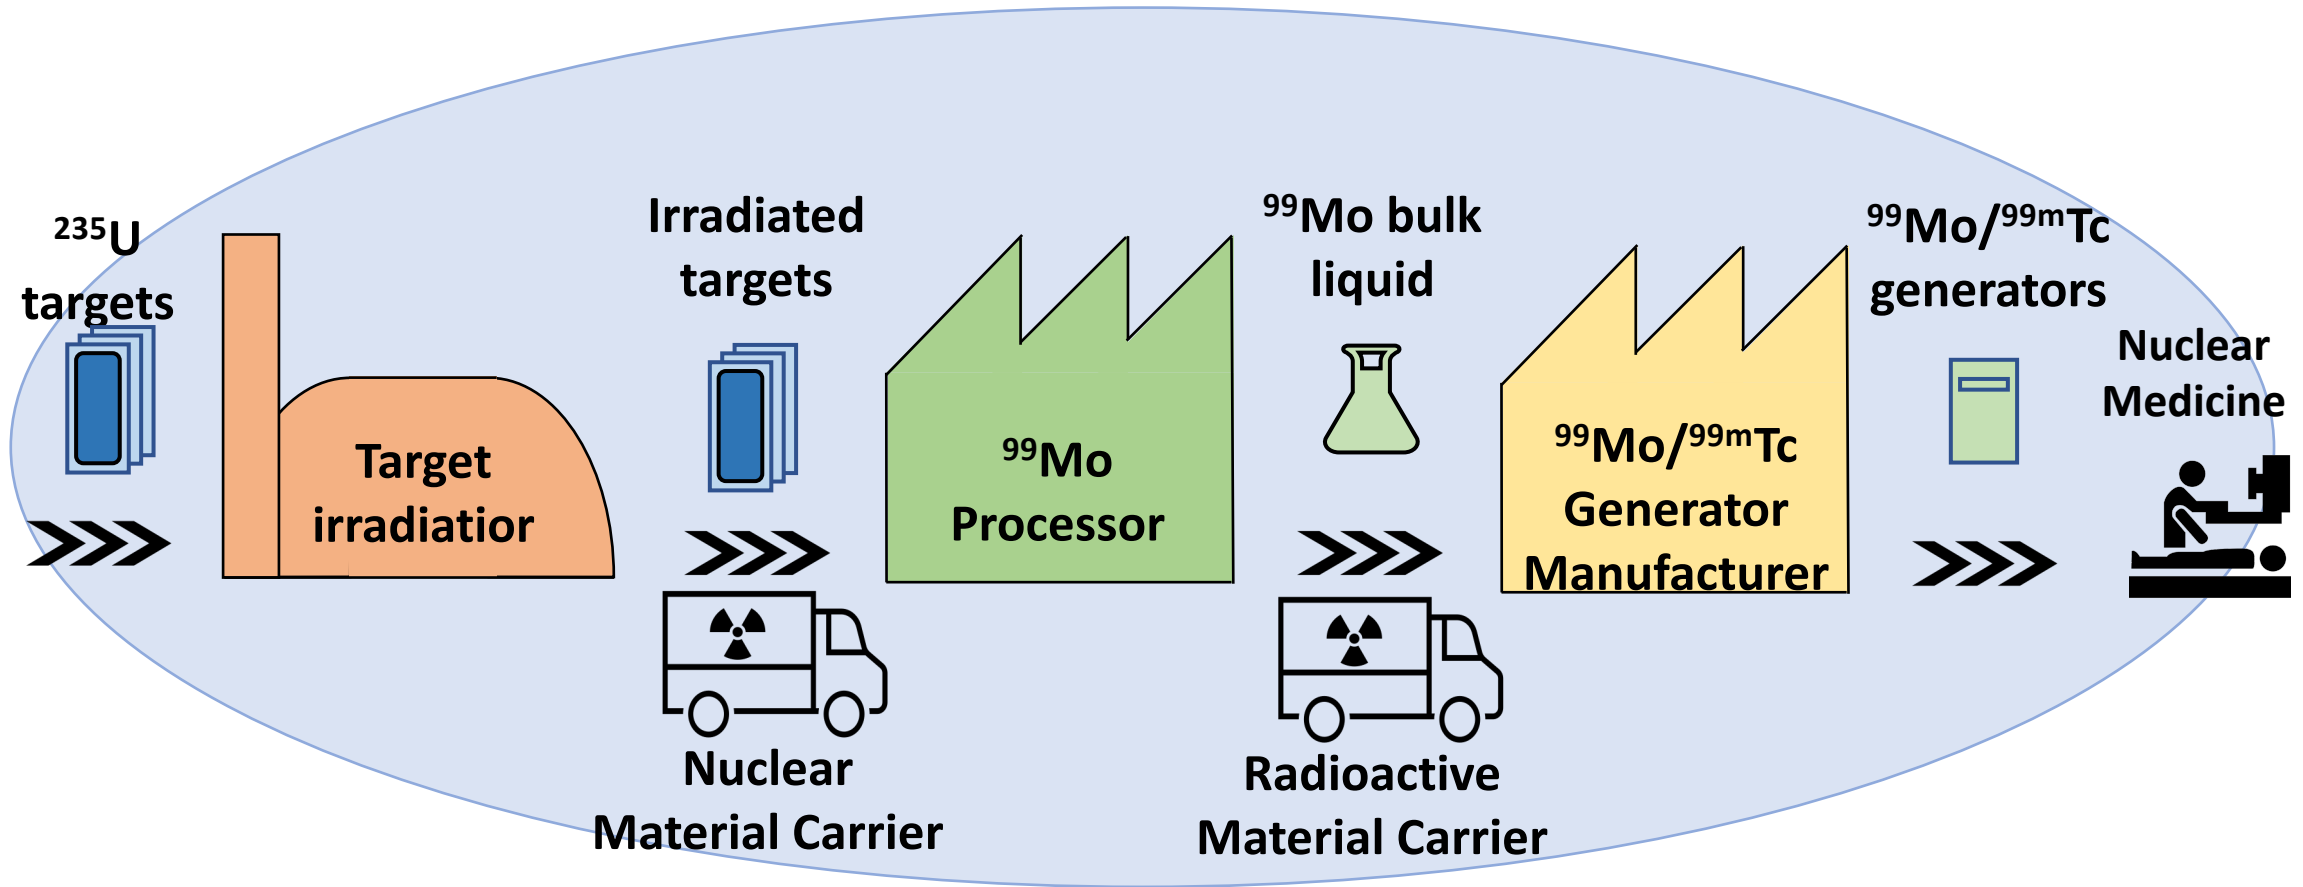 ²³⁵U
targets
Target
irradiatior
Irradiated
targets
Nuclear
Material Carrier
⁹⁹Mo
Processor
⁹⁹Mo bulk
liquid
Radioactive
Material Carrier
⁹⁹Mo/⁹⁹ᵐTc
Generator
Manufacturer
⁹⁹Mo/⁹⁹ᵐTc
generators
Nuclear
Medicine